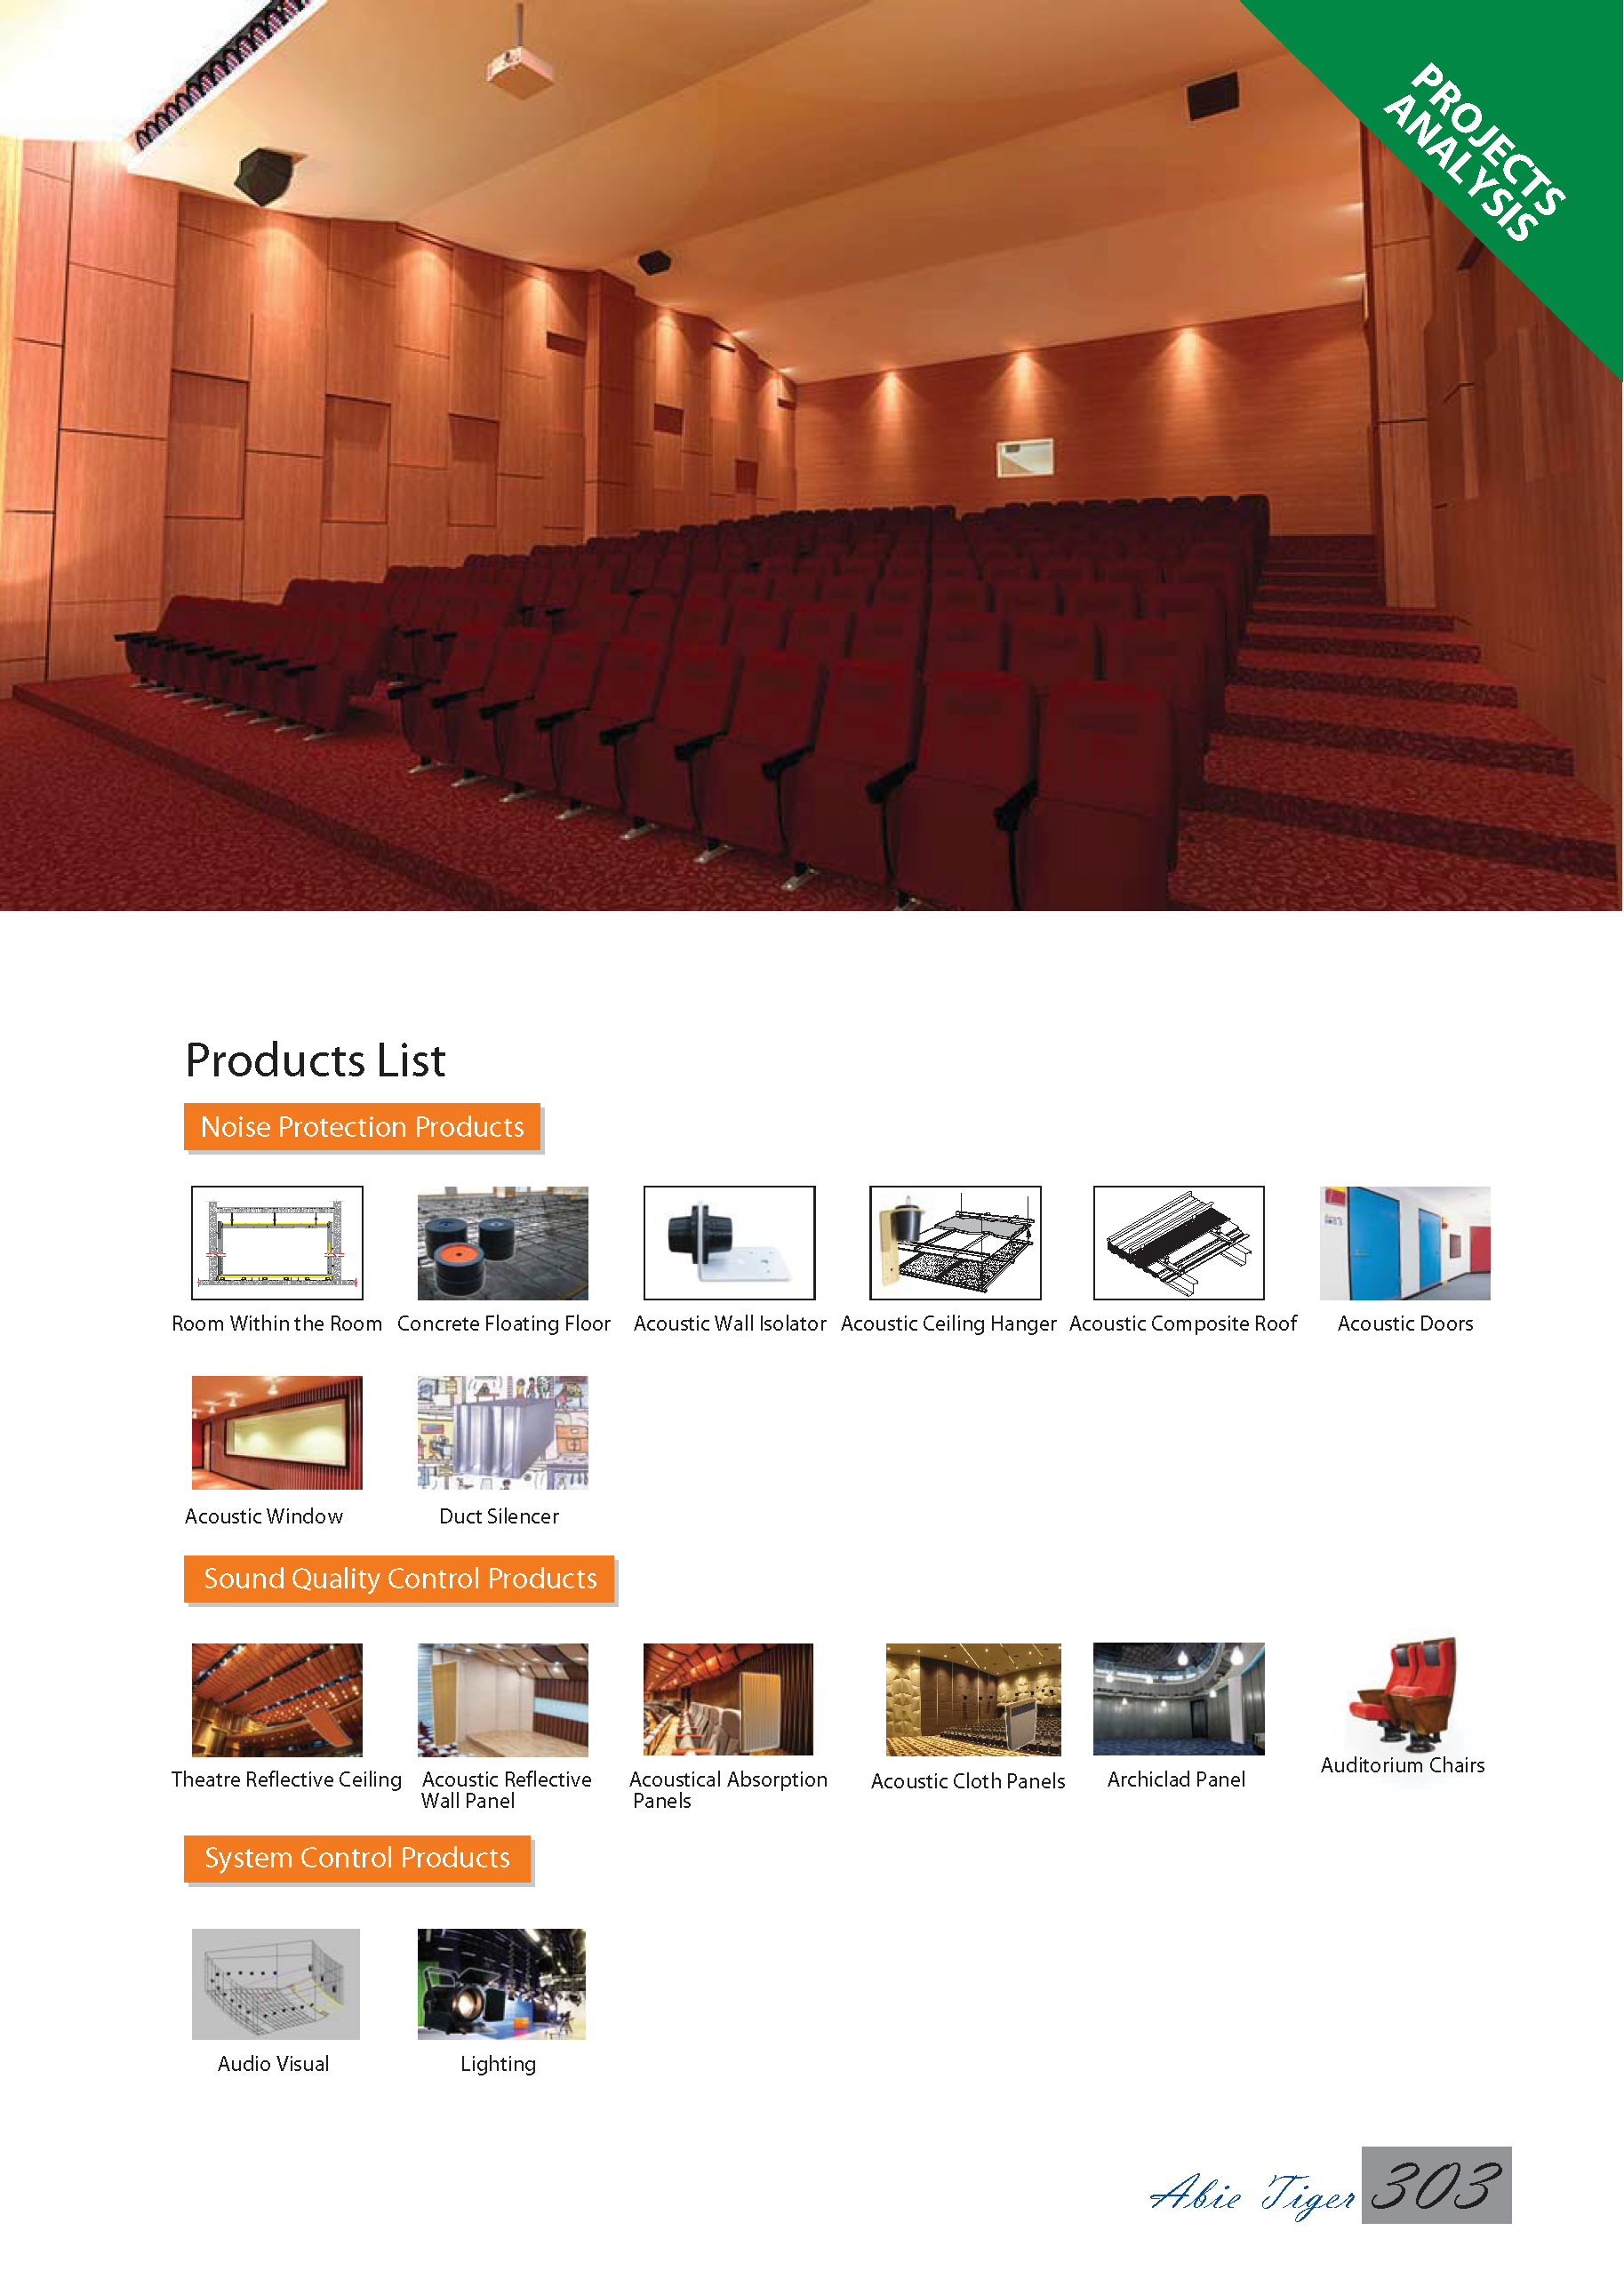 PROJECTS
ANALYSIS
Products List
Noise Protection Products
Room Within the Room
Concrete Floating Floor
Acoustic Wall Isolator
Acoustic Ceiling Hanger
Acoustic Composite Roof
Acoustic Doors
Acoustic Window
Duct Silencer
Sound Quality Control Products
Theatre Reflective Ceiling
Acoustic Reflective
Wall Panel
Acoustical Absorption
Panels
Acoustic Cloth Panels
Archiclad Panel
Auditorium Chairs
System Control Products
Audio Visual
Lighting
Abie Tiger 303